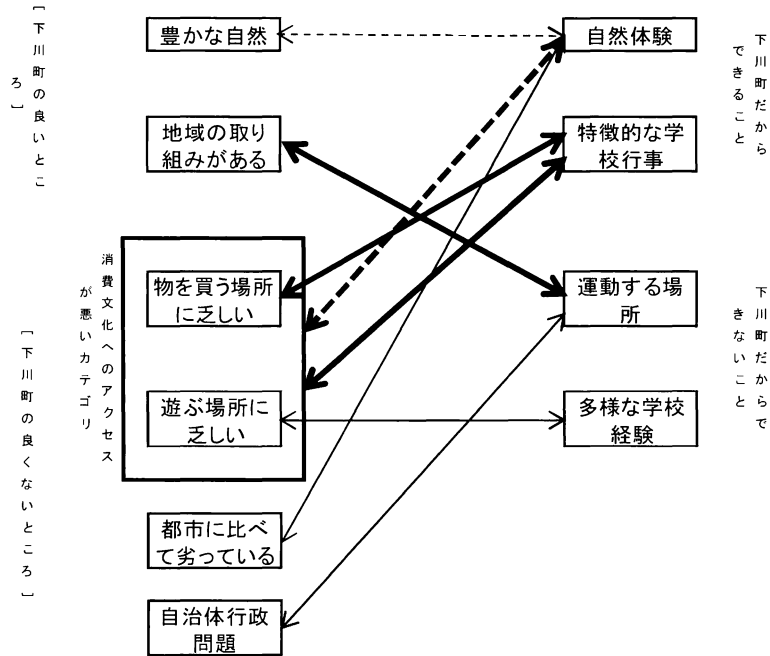 ［下川町の良いとこ
ろ］
豊かな自然
地域の取り
組みがある
消費文化へのアクセス
が悪いカテゴリ
物を買う場所
に乏しい
遊ぶ場所に
乏しい
［下川町の良くないところ］
都市に比べ
て劣っている
自治体行政
問題
下川町だから
できること
自然体験
特徴的な学
校行事
下川町だからで
きないこと
運動する場
所
多様な学校
経験